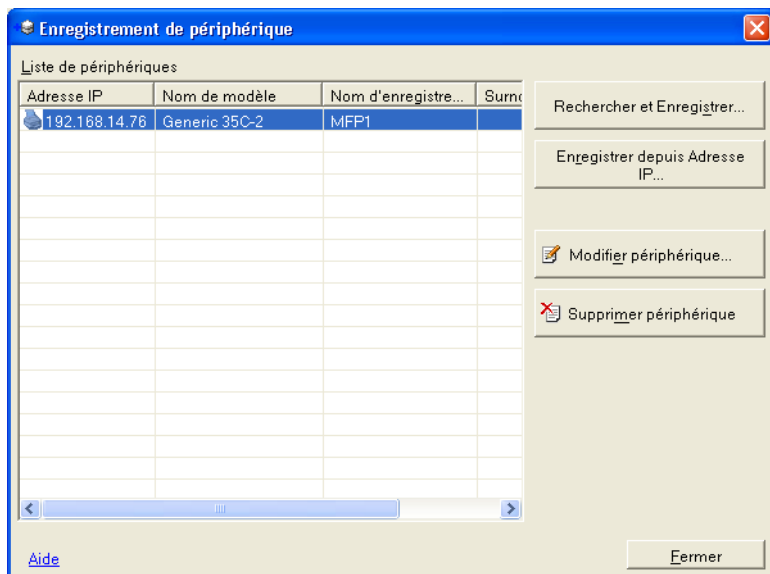 Enregistrement de périphérique
Liste de périphériques
Adresse IP Nom de modèle Nom d'enregistre... Surno
192.168.14.76 Generic 35C-2 MFP1
Rechercher et Enregistrer...
Enregistrer depuis Adresse
IP...
Modifier périphérique...
Supprimer périphérique
Aide
Fermer